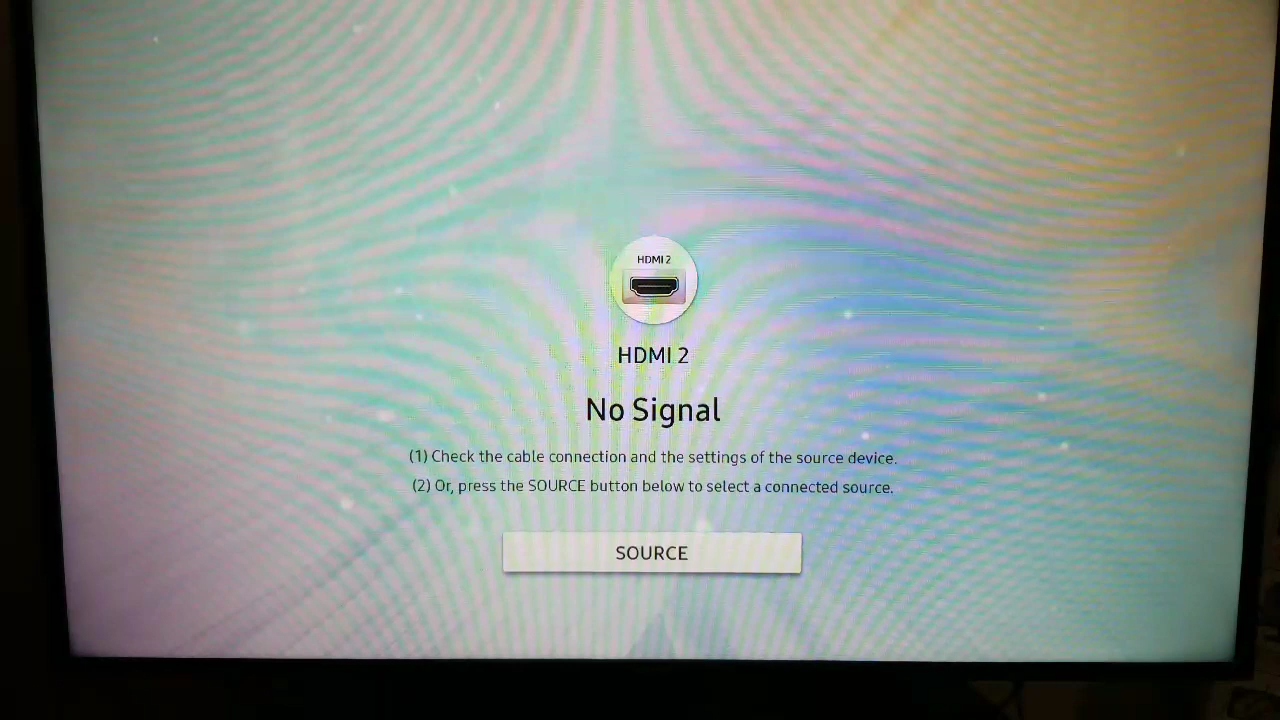 HDMI 2
HDMI 2
No Signal
(1) Check the cable connection and the settings of the source device.
(2) Or, press the SOURCE button below to select a connected source.
SOURCE